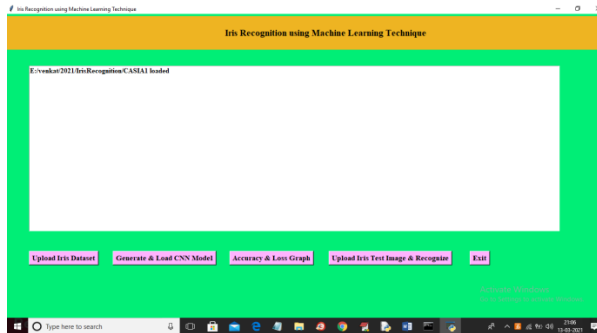 Iris Recognition using Machine Learning Technique
Iris Recognition using Machine Learning Technique
E:/venkat/2021/IrisRecognition/CASIA1 loaded
Upload Iris Dataset
Generate & Load CNN Model
Accuracy & Loss Graph
Upload Iris Test Image & Recognize
Exit
Type here to search
21:06
13-03-2021